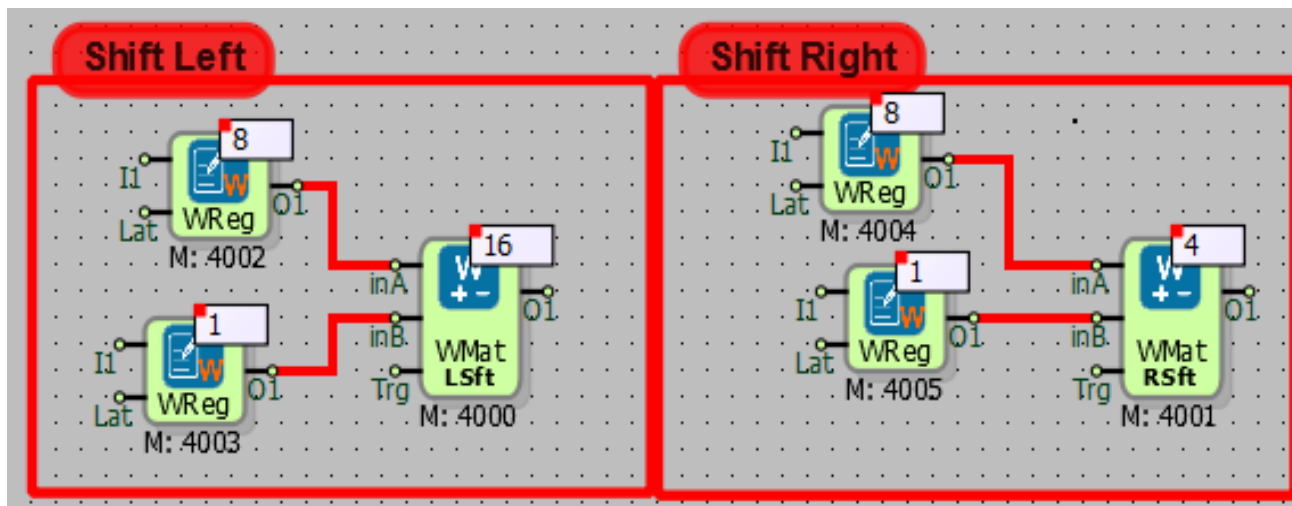 Shift Left
8
W
I1
O1
Lat
WReg
M: 4002
16
W
+ -
inA
O1
inB
WMat
LSft
Trg
M: 4000
1
W
I1
O1
Lat
WReg
M: 4003
Shift Right
8
W
I1
O1
Lat
WReg
M: 4004
4
W
+ -
inA
O1
inB
WMat
RSft
Trg
M: 4001
1
W
I1
O1
Lat
WReg
M: 4005